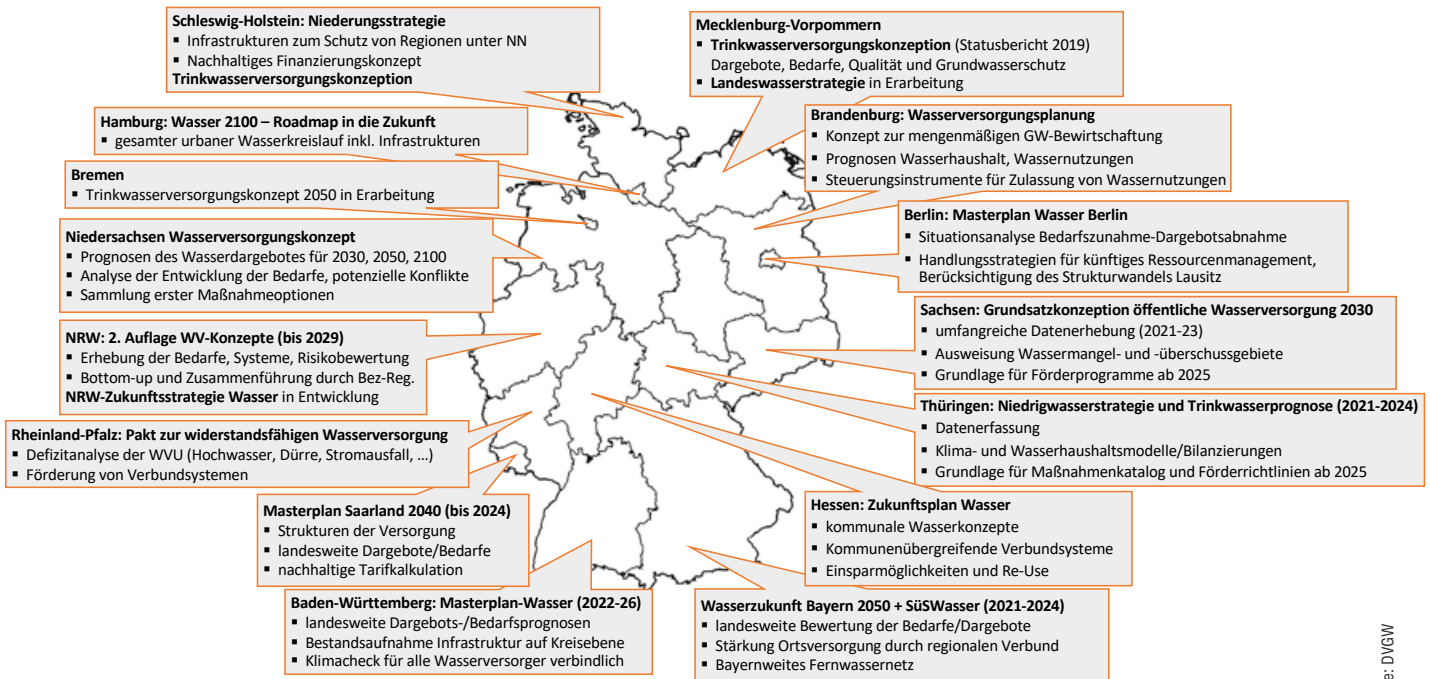 Schleswig-Holstein: Niederungsstrategie
▪ Infrastrukturen zum Schutz von Regionen unter NN
▪ Nachhaltiges Finanzierungskonzept
Trinkwasserversorgungskonzeption
Mecklenburg-Vorpommern
▪ Trinkwasserversorgungskonzeption (Statusbericht 2019)
Dargebote, Bedarfe, Qualität und Grundwasserschutz
▪ Landeswasserstrategie in Erarbeitung
Hamburg: Wasser 2100 – Roadmap in die Zukunft
▪ gesamter urbaner Wasserkreislauf inkl. Infrastrukturen
Brandenburg: Wasserversorgungsplanung
▪ Konzept zur mengenmäßigen GW-Bewirtschaftung
▪ Prognosen Wasserhaushalt, Wassernutzungen
▪ Steuerungsinstrumente für Zulassung von Wassernutzungen
Bremen
▪ Trinkwasserversorgungskonzept 2050 in Erarbeitung
Berlin: Masterplan Wasser Berlin
▪ Situationsanalyse Bedarfszunahme-Dargebotsabnahme
▪ Handlungsstrategien für künftiges Ressourcenmanagement,
Berücksichtigung des Strukturwandels Lausitz
Niedersachsen Wasserversorgungskonzept
▪ Prognosen des Wasserdargebotes für 2030, 2050, 2100
▪ Analyse der Entwicklung der Bedarfe, potenzielle Konflikte
▪ Sammlung erster Maßnahmeoptionen
Sachsen: Grundsatzkonzeption öffentliche Wasserversorgung 2030
▪ umfangreiche Datenerhebung (2021-23)
▪ Ausweisung Wassermangel- und -überschussgebiete
▪ Grundlage für Förderprogramme ab 2025
NRW: 2. Auflage WV-Konzepte (bis 2029)
▪ Erhebung der Bedarfe, Systeme, Risikobewertung
▪ Bottom-up und Zusammenführung durch Bez-Reg.
NRW-Zukunftsstrategie Wasser in Entwicklung
Thüringen: Niedrigwasserstrategie und Trinkwasserprognose (2021-2024)
▪ Datenerfassung
▪ Klima- und Wasserhaushaltsmodelle/Bilanzierungen
▪ Grundlage für Maßnahmenkatalog und Förderrichtlinien ab 2025
Rheinland-Pfalz: Pakt zur widerstandsfähigen Wasserversorgung
▪ Defizitanalyse der WVU (Hochwasser, Dürre, Stromausfall, …)
▪ Förderung von Verbundsystemen
Hessen: Zukunftsplan Wasser
▪ kommunale Wasserkonzepte
▪ Kommunenübergreifende Verbundsysteme
▪ Einsparmöglichkeiten und Re-Use
Masterplan Saarland 2040 (bis 2024)
▪ Strukturen der Versorgung
▪ landesweite Dargebote/Bedarfe
▪ nachhaltige Tarifkalkulation
Baden-Württemberg: Masterplan-Wasser (2022-26)
▪ landesweite Dargebots-/Bedarfsprognosen
▪ Bestandsaufnahme Infrastruktur auf Kreisebene
▪ Klimacheck für alle Wasserversorger verbindlich
Wasserzukunft Bayern 2050 + SüSWasser (2021-2024)
▪ landesweite Bewertung der Bedarfe/Dargebote
▪ Stärkung Ortsversorgung durch regionalen Verbund
▪ Bayernweites Fernwassernetz
DVGW